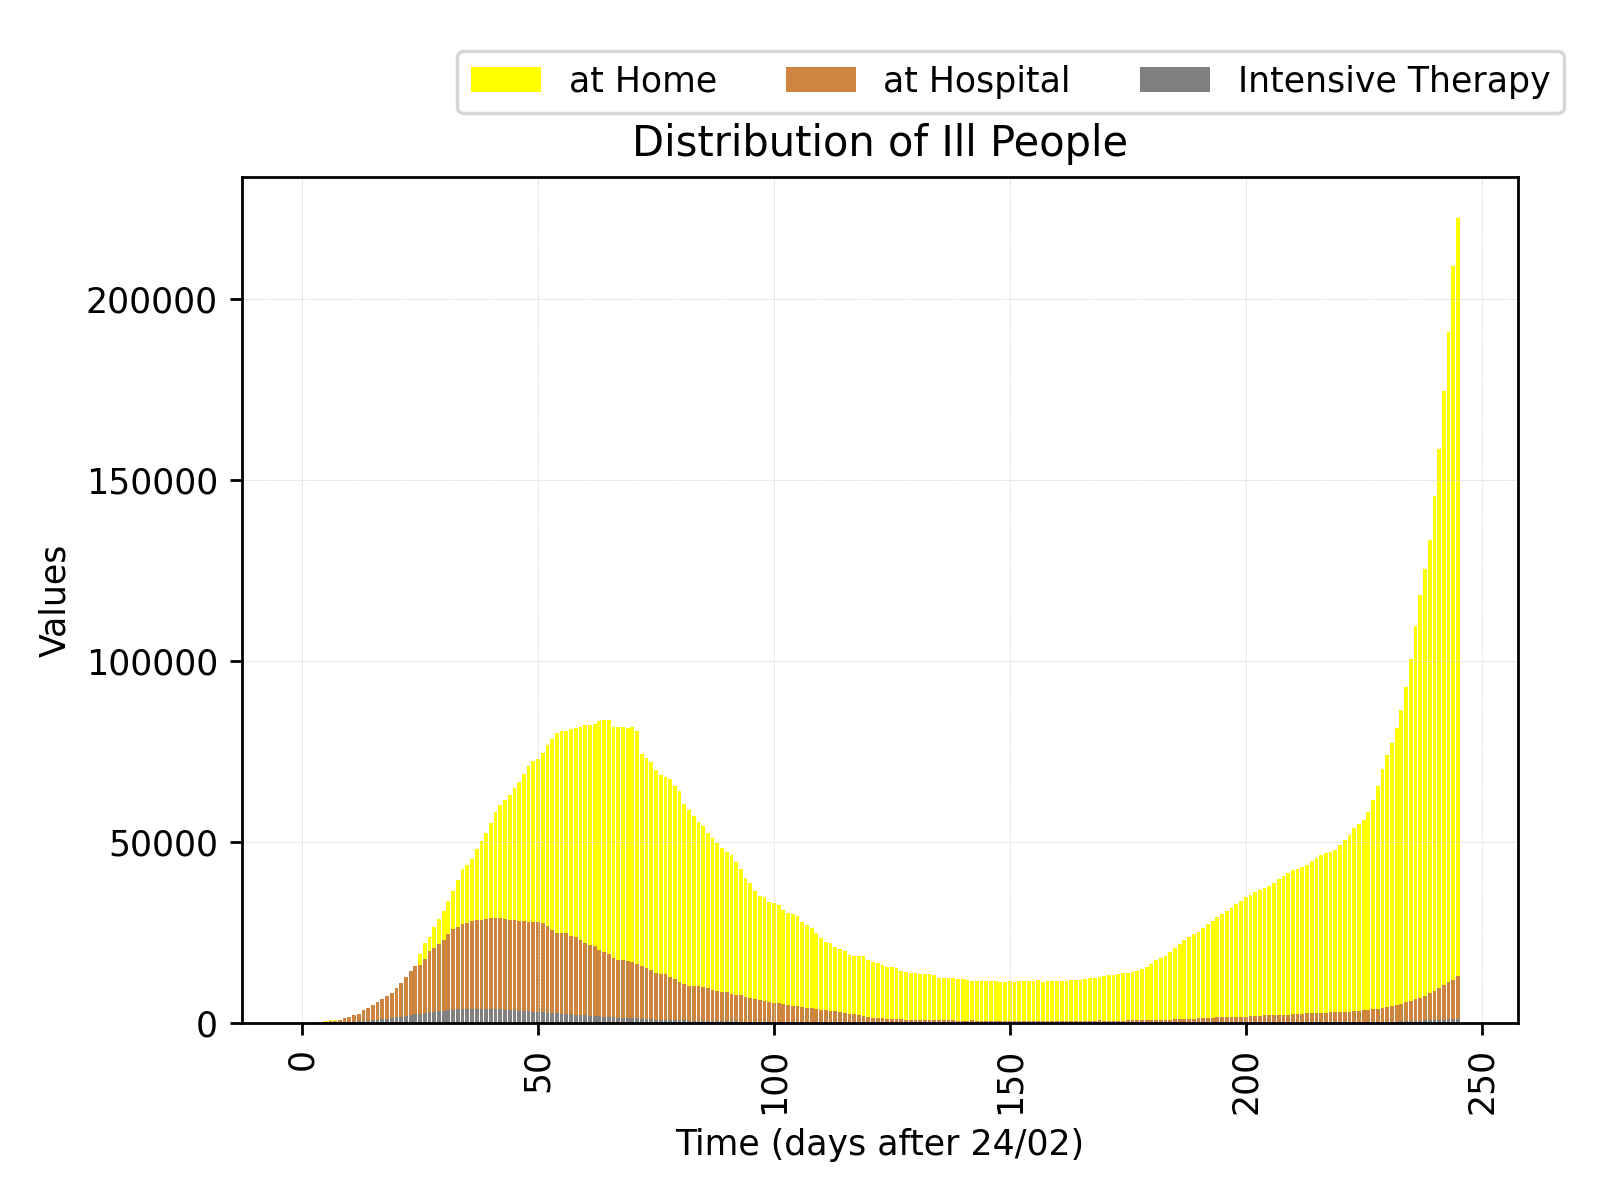 at Home at Hospital Intensive Therapy
Distribution of Ill People
200000
150000
100000
50000
0
Values
0 50 100 150 200 250
Time (days after 24/02)